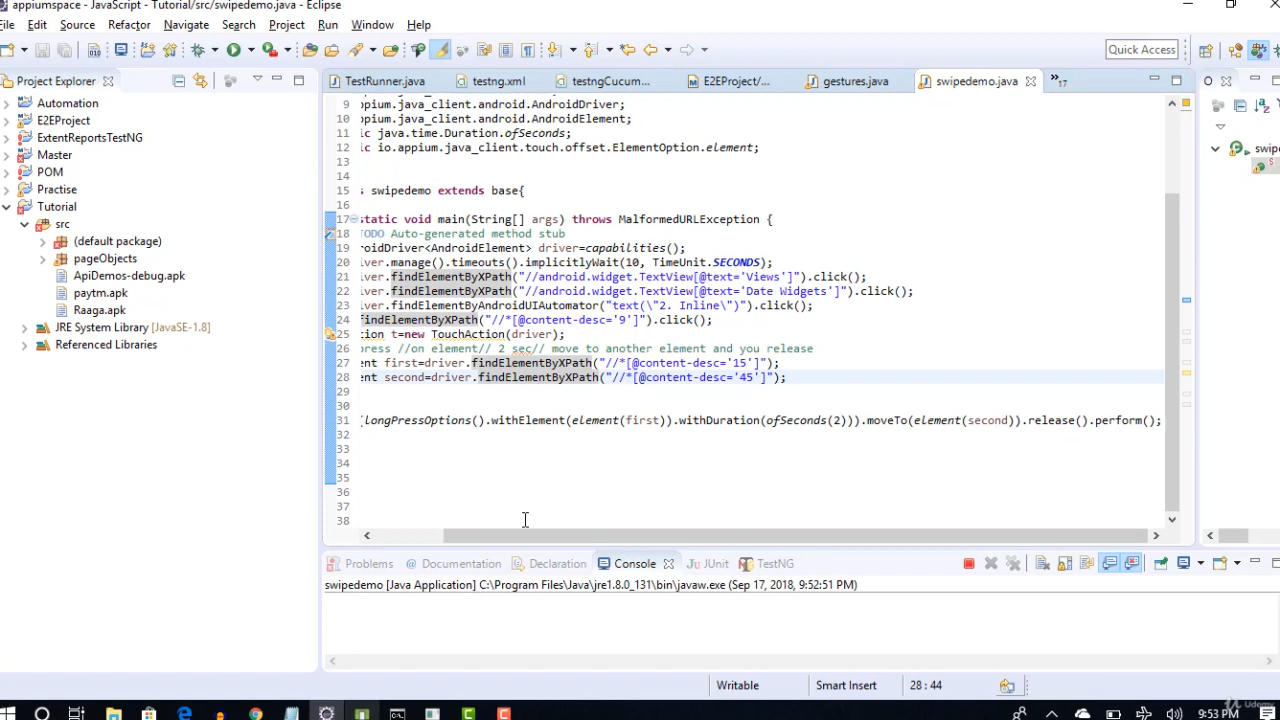 appiumspace - JavaScript - Tutorial/src/swipedemo.java - Eclipse
File Edit Source Refactor Navigate Search Project Run Window Help
Quick Access
Project Explorer
TestRunner.java testng.xml testngCucum... E2EProject/... gestures.java swipedemo.java »17
Automation
E2EProject
ExtentReportsTestNG
Master
POM
Practise
Tutorial
src
(default package)
pageObjects
ApiDemos-debug.apk
paytm.apk
Raaga.apk
JRE System Library [JavaSE-1.8]
Referenced Libraries
9 ppium.java_client.android.AndroidDriver;
10 ppium.java_client.android.AndroidElement;
11 ic java.time.Duration.ofSeconds;
12 ic io.appium.java_client.touch.offset.ElementOption.element;
13
14
15 s swipedemo extends base{
16
17 static void main(String[] args) throws MalformedURLException {
18 TODO Auto-generated method stub
19 roidDriver<AndroidElement> driver=capabilities();
20 iver.manage().timeouts().implicitlyWait(10, TimeUnit.SECONDS);
21 iver.findElementByXPath("//android.widget.TextView[@text='Views']").click();
22 iver.findElementByXPath("//android.widget.TextView[@text='Date Widgets']").click();
23 iver.findElementByAndroidUIAutomator("text(\"2. Inline\")").click();
24 findElementByXPath("//*[@content-desc='9']").click();
25 tion t=new TouchAction(driver);
26 press //on element// 2 sec// move to another element and you release
27 ent first=driver.findElementByXPath("//*[@content-desc='15']");
28 ent second=driver.findElementByXPath("//*[@content-desc='45']");
29
30
31 (longPressOptions().withElement(element(first)).withDuration(ofSeconds(2))).moveTo(element(second)).release().perform();
32
33
34
35
36
37
38
swipe
S
Problems @ Documentation Declaration Console JUnit TestNG
swipedemo [Java Application] C:\Program Files\Java\jre1.8.0_131\bin\javaw.exe (Sep 17, 2018, 9:52:51 PM)
Writable Smart Insert 28 : 44
Udemy
9:53 PM